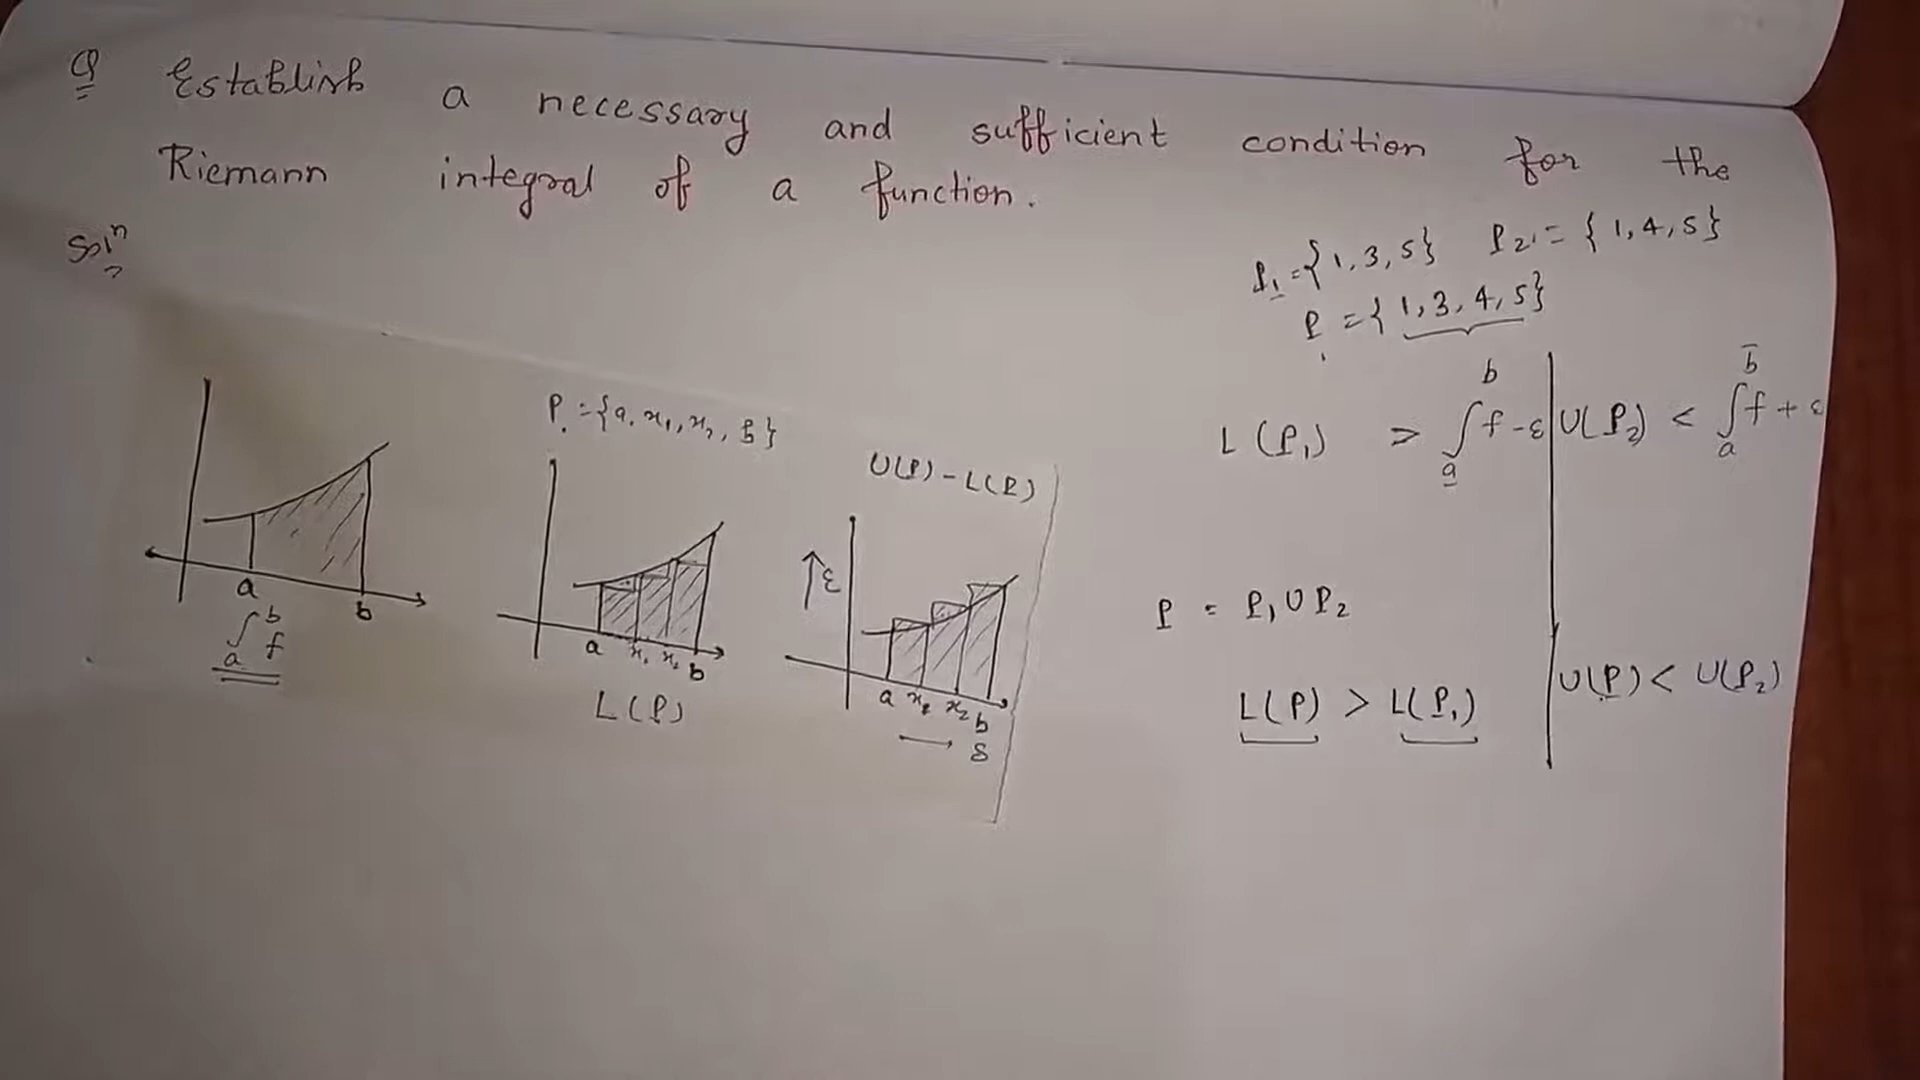 Q Establish a necessary and sufficient condition for the
Riemann integral of a function.
Solⁿ
P₁ = {1, 3, 5} P₂ = {1, 4, 5}
P = {1, 3, 4, 5}
P = {a, x₁, x₂, b}
U(P) - L(P)
a
b
∫ₐᵇ f
a x₁ x₂ b
L(P)
↑ε
a x₁ x₂ b
→ δ
L(P₁) > ∫ₐᵇ f - ε
U(P₂) < ∫ₐᵇ̄ f + ε
P = P₁ ∪ P₂
L(P) > L(P₁)
U(P) < U(P₂)